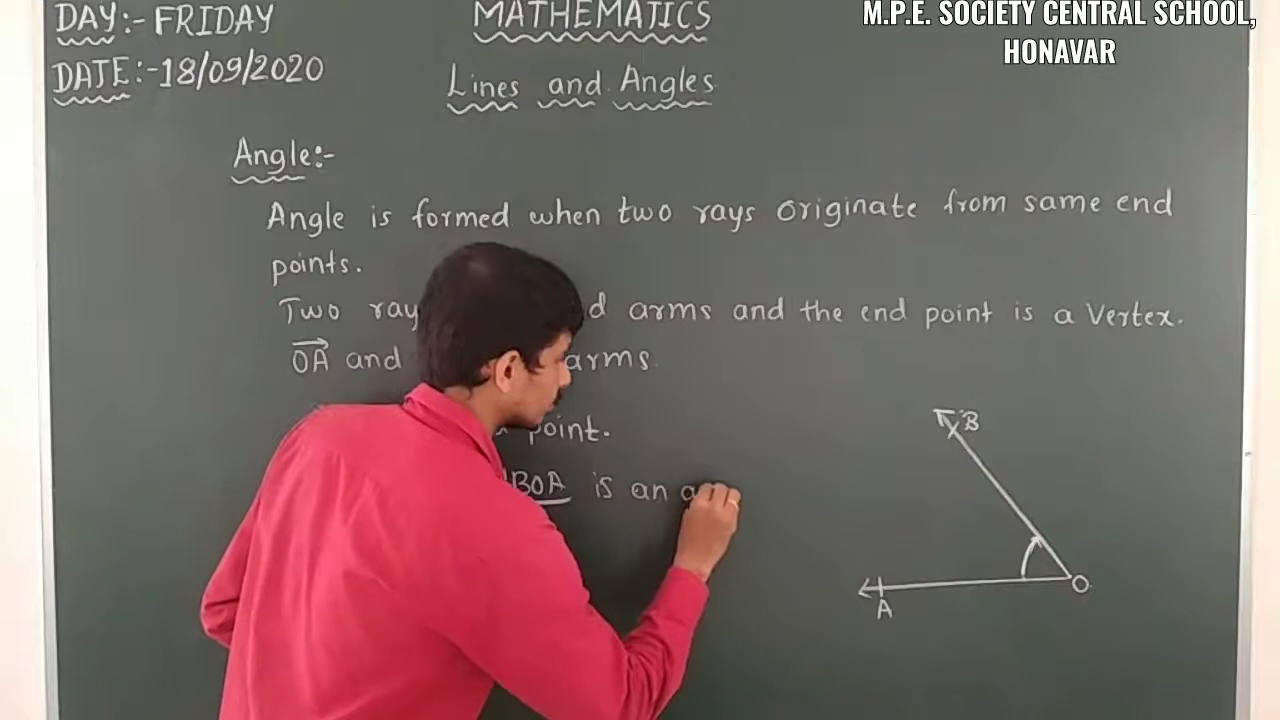 DAY:- FRIDAY
DATE:-18/09/2020
MATHEMATICS
M.P.E. SOCIETY CENTRAL SCHOOL,
HONAVAR
Lines and Angles
Angle:-
Angle is formed when two rays originate from same end
points.
Two arms and the end point is a Vertex.
OA and arms.
point.
BOA is an
B
A
O